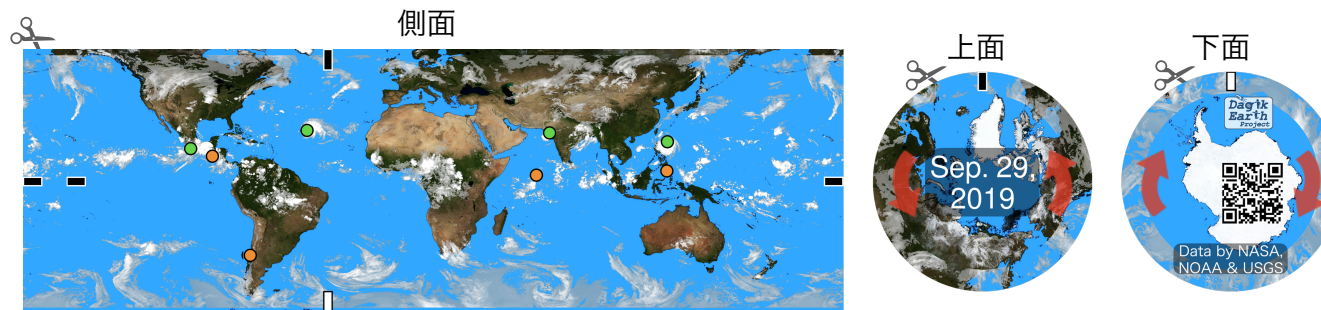 側面
上面
Sep. 29,
2019
下面
Dagik
Earth
Project
Data by NASA,
NOAA & USGS